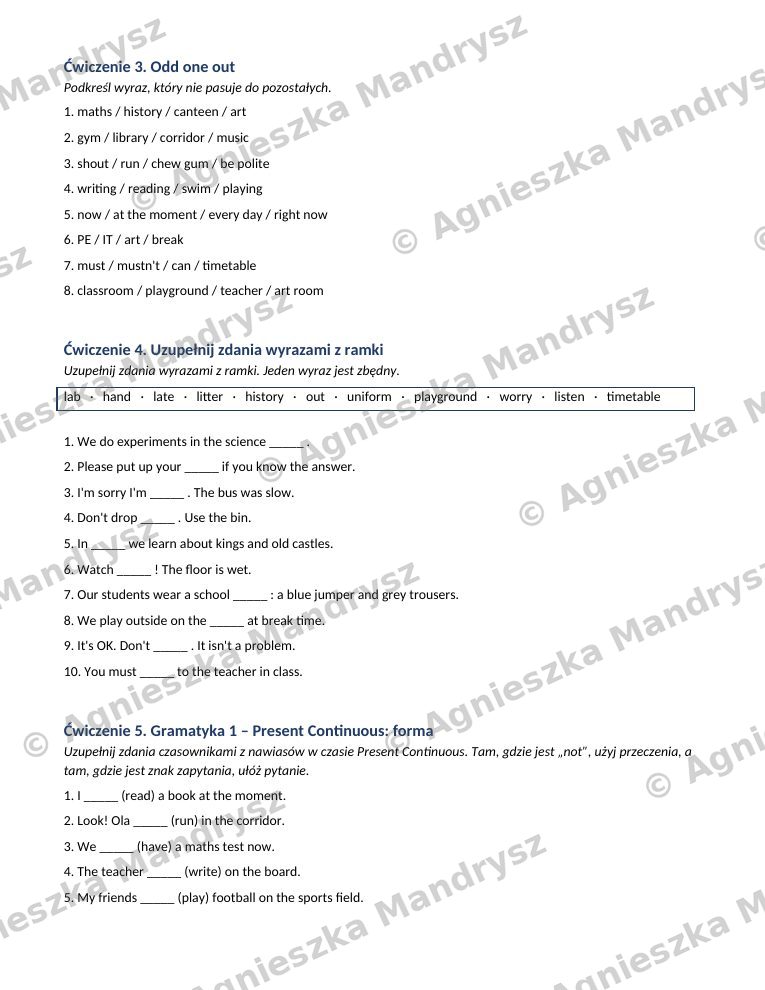 Ćwiczenie 3. Odd one out
Podkreśl wyraz, który nie pasuje do pozostałych.
1. maths / history / canteen / art
2. gym / library / corridor / music
3. shout / run / chew gum / be polite
4. writing / reading / swim / playing
5. now / at the moment / every day / right now
6. PE / IT / art / break
7. must / mustn't / can / timetable
8. classroom / playground / teacher / art room
Ćwiczenie 4. Uzupełnij zdania wyrazami z ramki
Uzupełnij zdania wyrazami z ramki. Jeden wyraz jest zbędny.
lab · hand · late · litter · history · out · uniform · playground · worry · listen · timetable
1. We do experiments in the science _____ .
2. Please put up your _____ if you know the answer.
3. I'm sorry I'm _____ . The bus was slow.
4. Don't drop _____ . Use the bin.
5. In _____ we learn about kings and old castles.
6. Watch _____ ! The floor is wet.
7. Our students wear a school _____ : a blue jumper and grey trousers.
8. We play outside on the _____ at break time.
9. It's OK. Don't _____ . It isn't a problem.
10. You must _____ to the teacher in class.
Ćwiczenie 5. Gramatyka 1 – Present Continuous: forma
Uzupełnij zdania czasownikami z nawiasów w czasie Present Continuous. Tam, gdzie jest „not”, użyj przeczenia, a
tam, gdzie jest znak zapytania, ułóż pytanie.
1. I _____ (read) a book at the moment.
2. Look! Ola _____ (run) in the corridor.
3. We _____ (have) a maths test now.
4. The teacher _____ (write) on the board.
5. My friends _____ (play) football on the sports field.
© Agnieszka Mandrysz